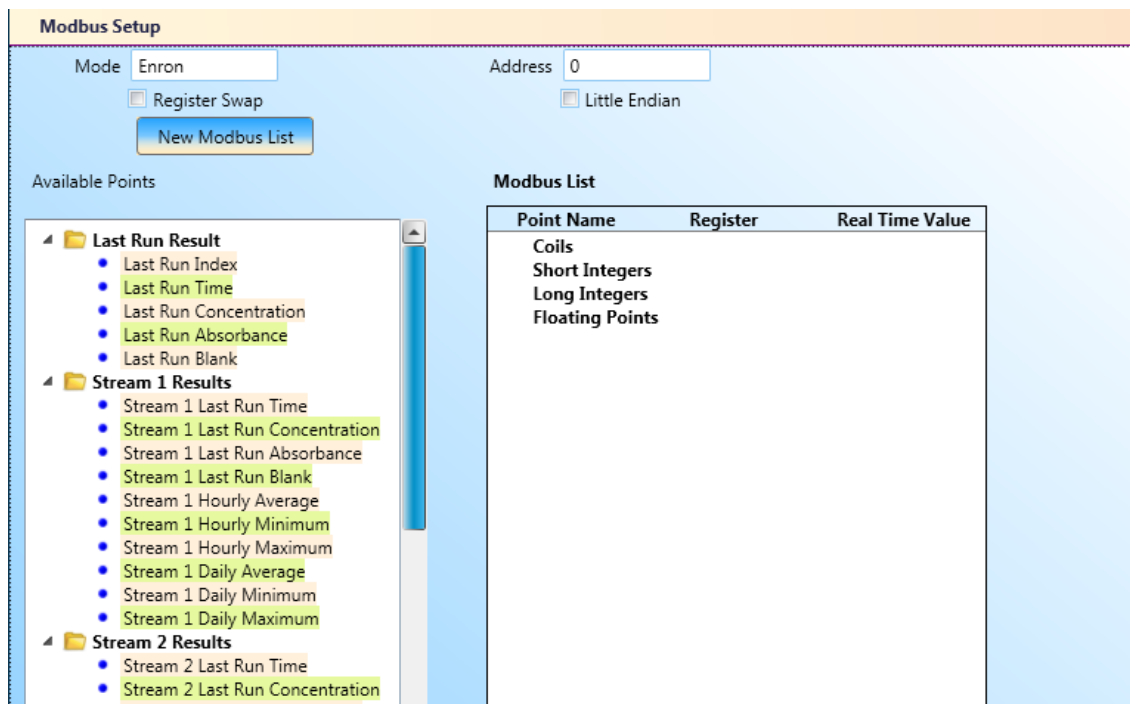 Modbus Setup
Mode Enron
Address 0
Register Swap
Little Endian
New Modbus List
Available Points
Modbus List
Last Run Result
Last Run Index
Last Run Time
Last Run Concentration
Last Run Absorbance
Last Run Blank
Stream 1 Results
Stream 1 Last Run Time
Stream 1 Last Run Concentration
Stream 1 Last Run Absorbance
Stream 1 Last Run Blank
Stream 1 Hourly Average
Stream 1 Hourly Minimum
Stream 1 Hourly Maximum
Stream 1 Daily Average
Stream 1 Daily Minimum
Stream 1 Daily Maximum
Stream 2 Results
Stream 2 Last Run Time
Stream 2 Last Run Concentration
Point Name Register Real Time Value
Coils
Short Integers
Long Integers
Floating Points